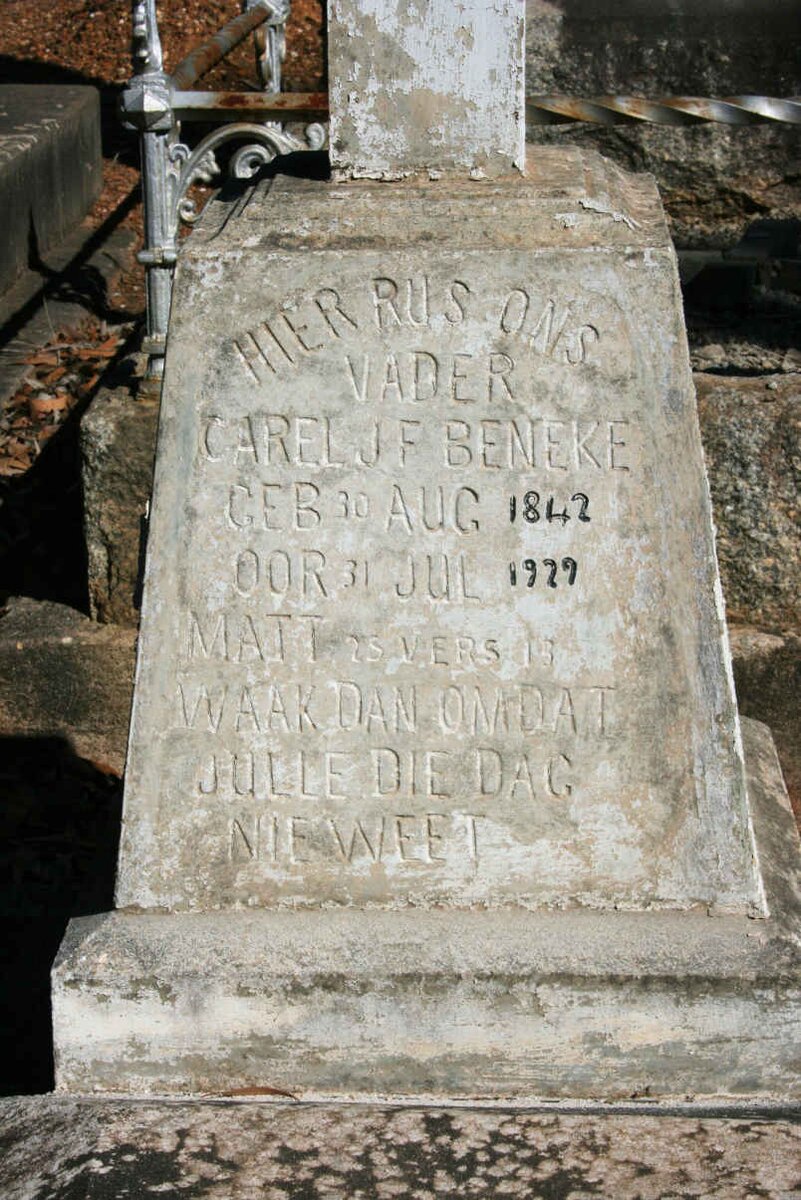 HIER RUS ONS
VADER
CAREL J F BENEKE
GEB 30 AUG 1842
OOR 31 JUL 1929
MATT 25 VERS 13
WAAK DAN OMDAT
JULLE DIE DAG
NIE WEET